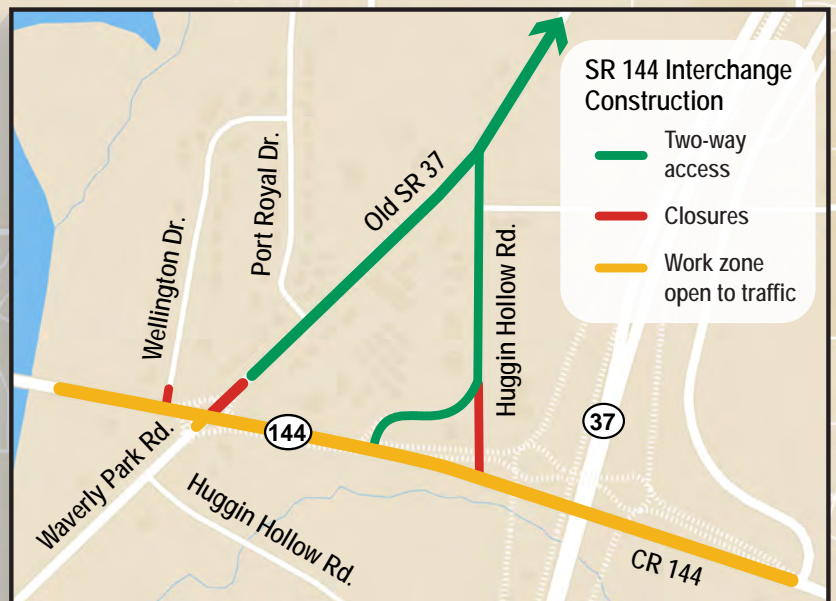 SR 144 Interchange
Construction
Two-way
access
Closures
Work zone
open to traffic
Old SR 37
Port Royal Dr.
Wellington Dr.
Huggin Hollow Rd.
37
144
Waverly Park Rd.
Huggin Hollow Rd.
CR 144